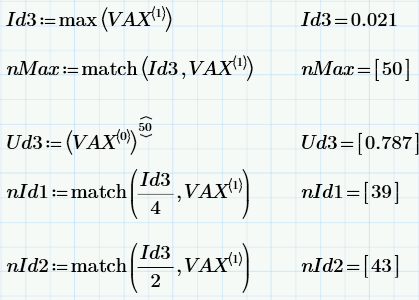 Id3:=max(VAX⟨1⟩) Id3=0.021
nMax:=match(Id3,VAX⟨1⟩) nMax=[50]
Ud3:=(VAX⟨0⟩)⟨50⟩ Ud3=[0.787]
nId1:=match(Id3/4,VAX⟨1⟩) nId1=[39]
nId2:=match(Id3/2,VAX⟨1⟩) nId2=[43]